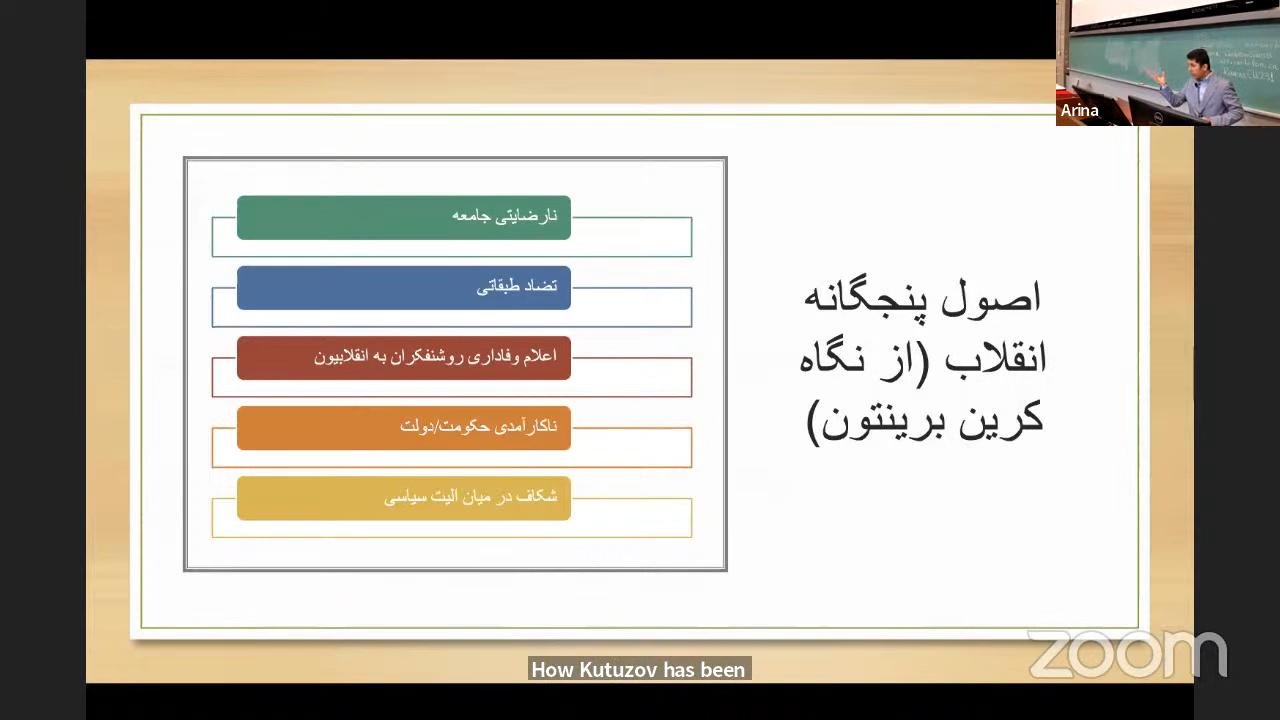 اصول پنجگانه
انقلاب (از نگاه
کرین برینتون)
نارضایتی جامعه
تضاد طبقاتی
اعلام وفاداری روشنفکران به انقلابیون
ناکارآمدی حکومت/دولت
شکاف در میان الیت سیاسی
Arina
How Kutuzov has been
zoom